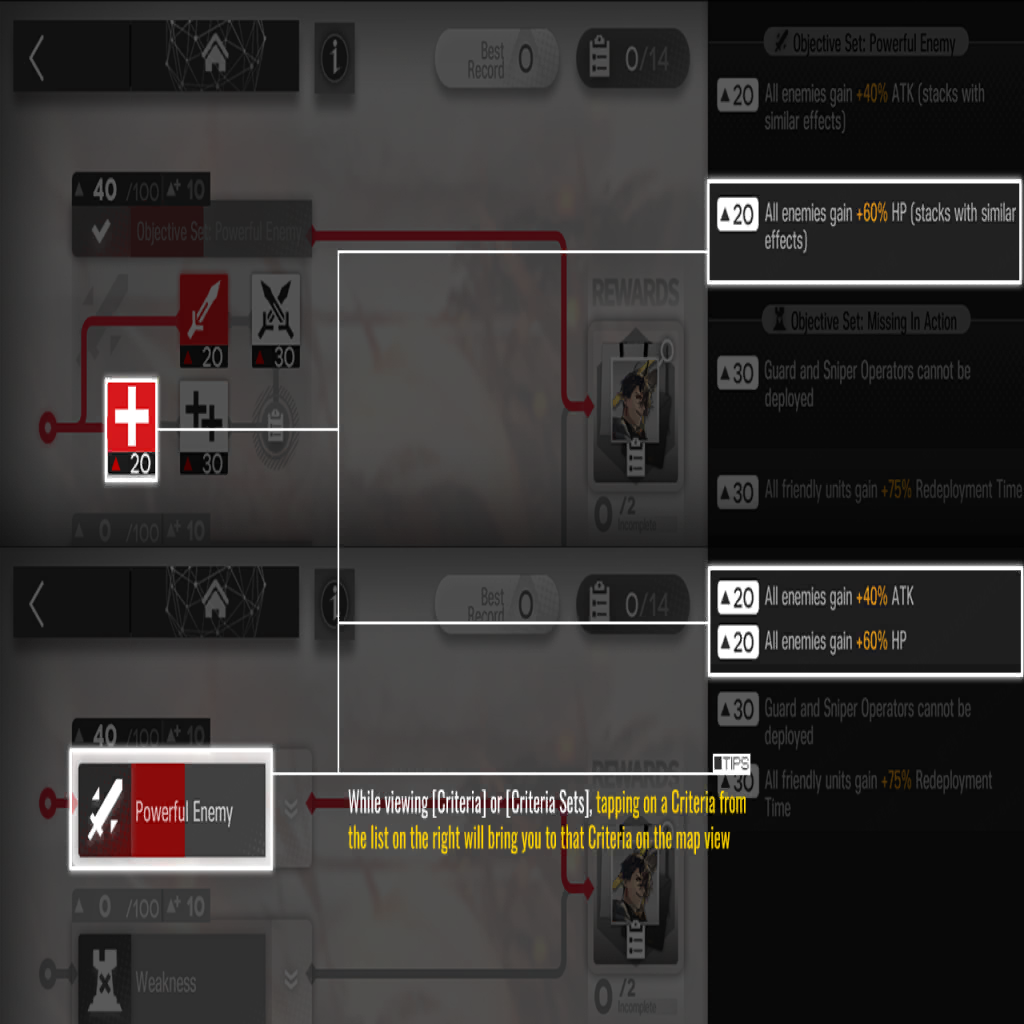 Best
Record
0
0/14
Objective Set: Powerful Enemy
20
All enemies gain +40% ATK (stacks with
similar effects)
40 /100 + 10
Objective Set: Powerful Enemy
20
All enemies gain +60% HP (stacks with similar
effects)
REWARDS
20
30
Objective Set: Missing In Action
30
Guard and Sniper Operators cannot be
deployed
20
30
30
All friendly units gain +75% Redeployment Time
0 /100 + 10
0 /2
Incomplete
Best
Record
0
0/14
20
All enemies gain +40% ATK
20
All enemies gain +60% HP
30
Guard and Sniper Operators cannot be
deployed
40 /100 + 10
REWARDS
TIPS
30
All friendly units gain +75% Redeployment
Time
Powerful Enemy
While viewing [Criteria] or [Criteria Sets], tapping on a Criteria from
the list on the right will bring you to that Criteria on the map view
0 /100 + 10
Weakness
0 /2
Incomplete